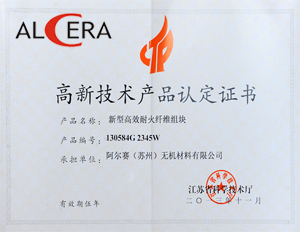 ALCERA
高新技术产品认定证书
产品名称： 新型高效耐火纤维组块
产品编号： 130584G 2345W
承担单位： 阿尔赛（苏州）无机材料有限公司
江苏省科学技术厅
二〇一三年十一月
有效期伍年